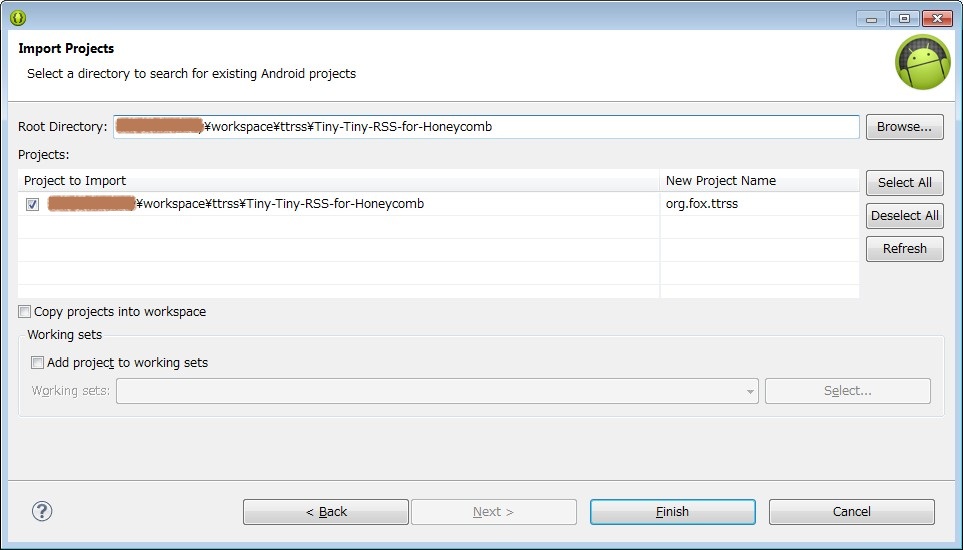 Import Projects
Select a directory to search for existing Android projects
Root Directory: ¥workspace¥ttrss¥Tiny-Tiny-RSS-for-Honeycomb Browse...
Projects:
Project to Import New Project Name Select All
¥workspace¥ttrss¥Tiny-Tiny-RSS-for-Honeycomb org.fox.ttrss
Deselect All
Refresh
Copy projects into workspace
Working sets
Add project to working sets
Working sets: Select...
? < Back Next > Finish Cancel